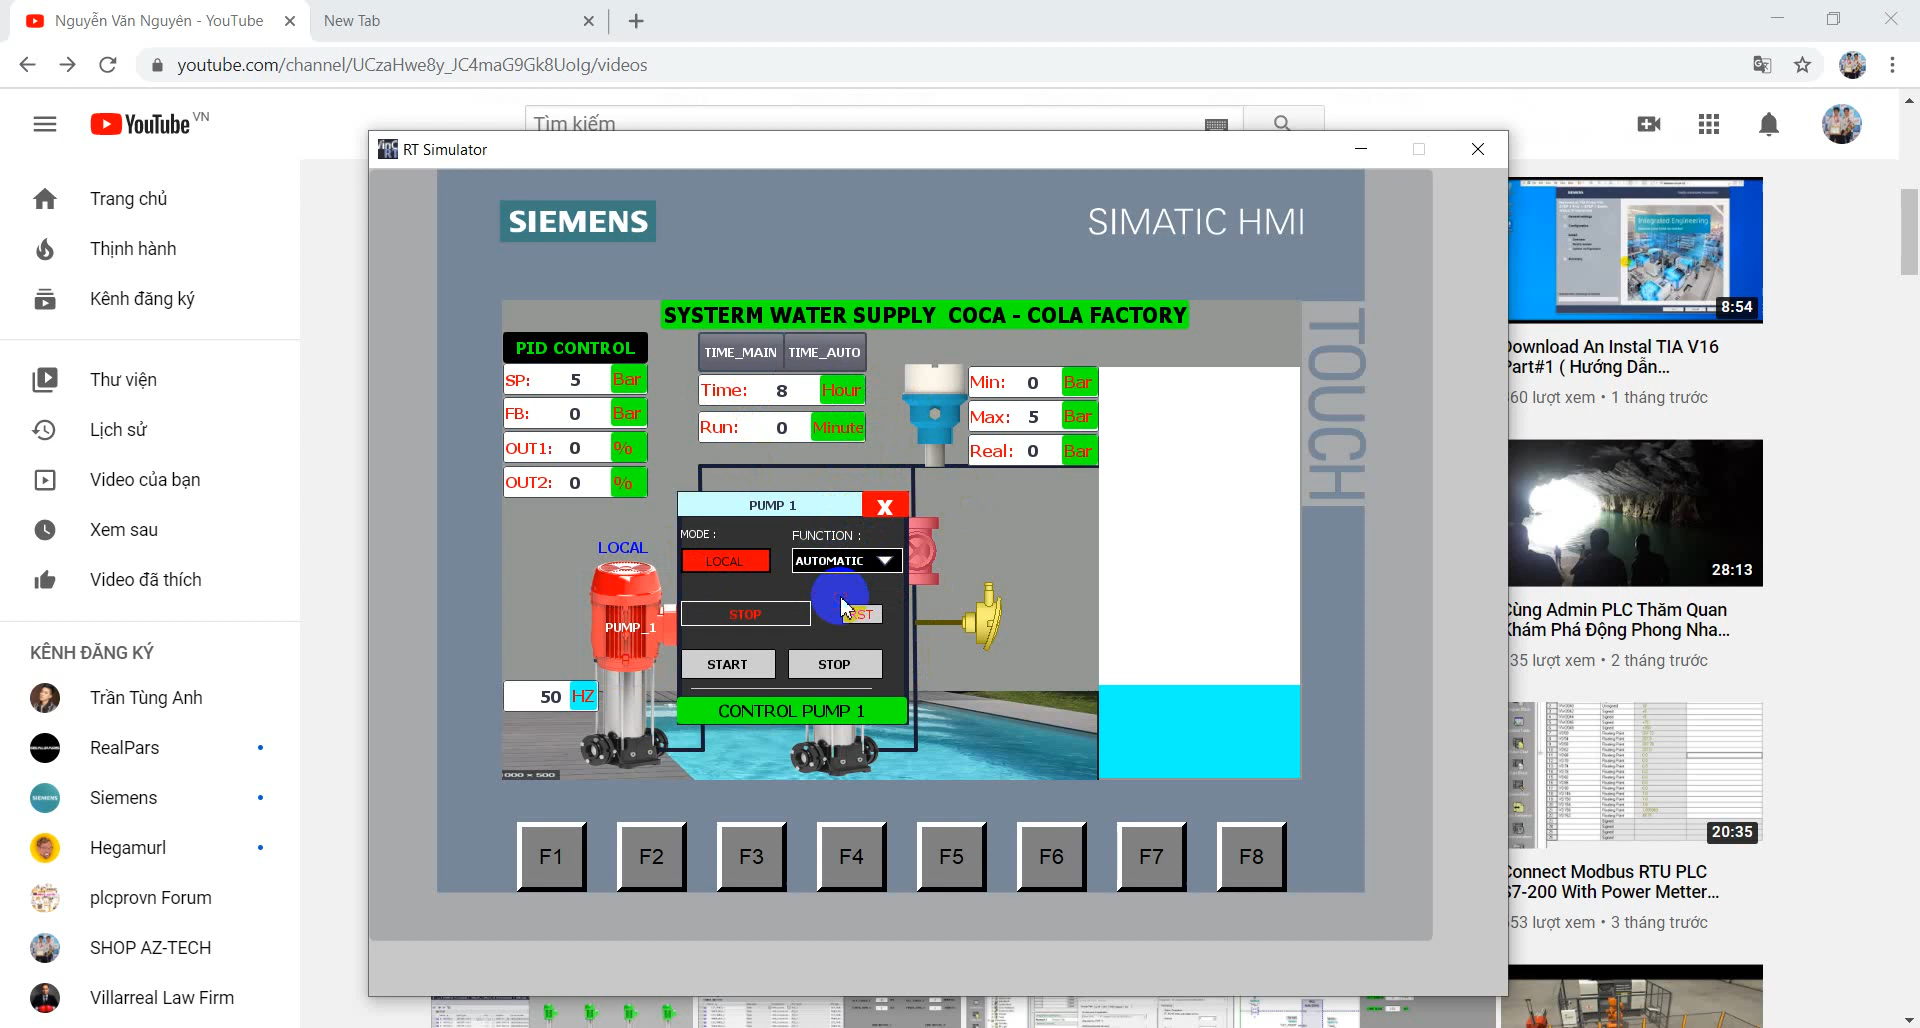 Nguyễn Văn Nguyên - YouTube
New Tab
youtube.com/channel/UCzaHwe8y_JC4maG9Gk8UoIg/videos
YouTube VN
Tìm kiếm
Trang chủ
Thịnh hành
Kênh đăng ký
Thư viện
Lịch sử
Video của bạn
Xem sau
Video đã thích
KÊNH ĐĂNG KÝ
Trần Tùng Anh
RealPars
Siemens
Hegamurl
plcprovn Forum
SHOP AZ-TECH
Villarreal Law Firm
RT Simulator
SIEMENS
SIMATIC HMI
TOUCH
SYSTERM WATER SUPPLY COCA - COLA FACTORY
PID CONTROL
SP: 5 Bar
FB: 0 Bar
OUT1: 0 %
OUT2: 0 %
TIME_MAIN TIME_AUTO
Time: 8 Hour
Run: 0 Minute
Min: 0 Bar
Max: 5 Bar
Real: 0 Bar
LOCAL
PUMP_1
50 HZ
PUMP 1
X
MODE :
FUNCTION :
LOCAL
AUTOMATIC
STOP
START
STOP
CONTROL PUMP 1
F1 F2 F3 F4 F5 F6 F7 F8
Integrated Engineering
8:54
Download An Instal TIA V16
Part#1 ( Hướng Dẫn...
60 lượt xem • 1 tháng trước
28:13
Cùng Admin PLC Thăm Quan
Khám Phá Động Phong Nha...
35 lượt xem • 2 tháng trước
20:35
Connect Modbus RTU PLC
S7-200 With Power Metter...
53 lượt xem • 3 tháng trước